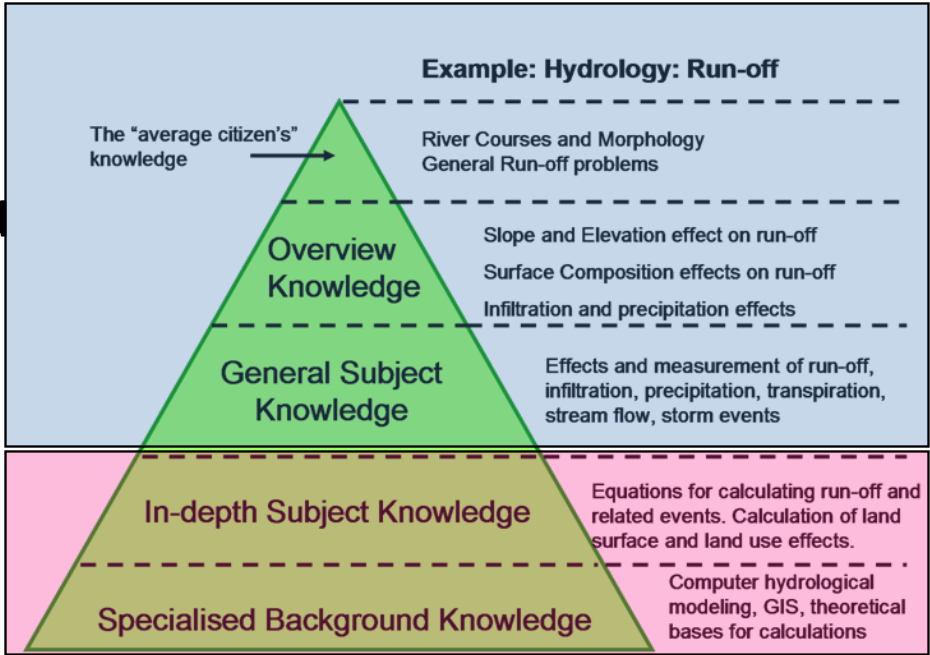 Example: Hydrology: Run-off
The "average citizen's"
knowledge
River Courses and Morphology
General Run-off problems
Overview
Knowledge
Slope and Elevation effect on run-off
Surface Composition effects on run-off
Infiltration and precipitation effects
General Subject
Knowledge
Effects and measurement of run-off,
infiltration, precipitation, transpiration,
stream flow, storm events
In-depth Subject Knowledge
Equations for calculating run-off and
related events. Calculation of land
surface and land use effects.
Specialised Background Knowledge
Computer hydrological
modeling, GIS, theoretical
bases for calculations